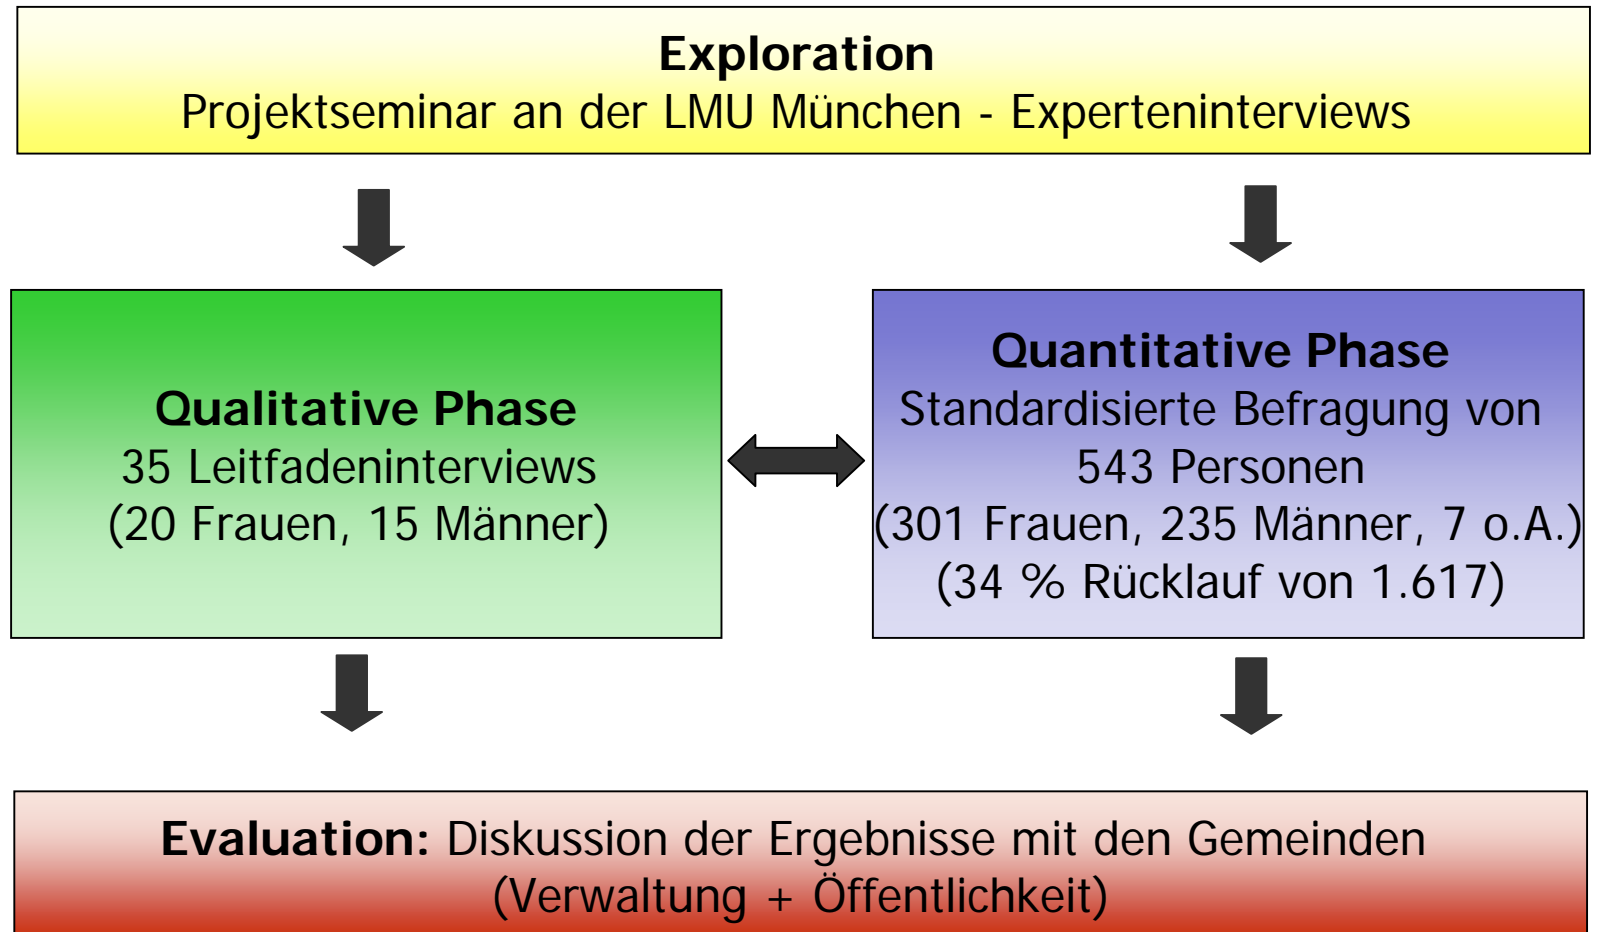 Exploration
Projektseminar an der LMU München - Experteninterviews
Qualitative Phase
35 Leitfadeninterviews
(20 Frauen, 15 Männer)
Quantitative Phase
Standardisierte Befragung von
543 Personen
(301 Frauen, 235 Männer, 7 o.A.)
(34 % Rücklauf von 1.617)
Evaluation: Diskussion der Ergebnisse mit den Gemeinden
(Verwaltung + Öffentlichkeit)